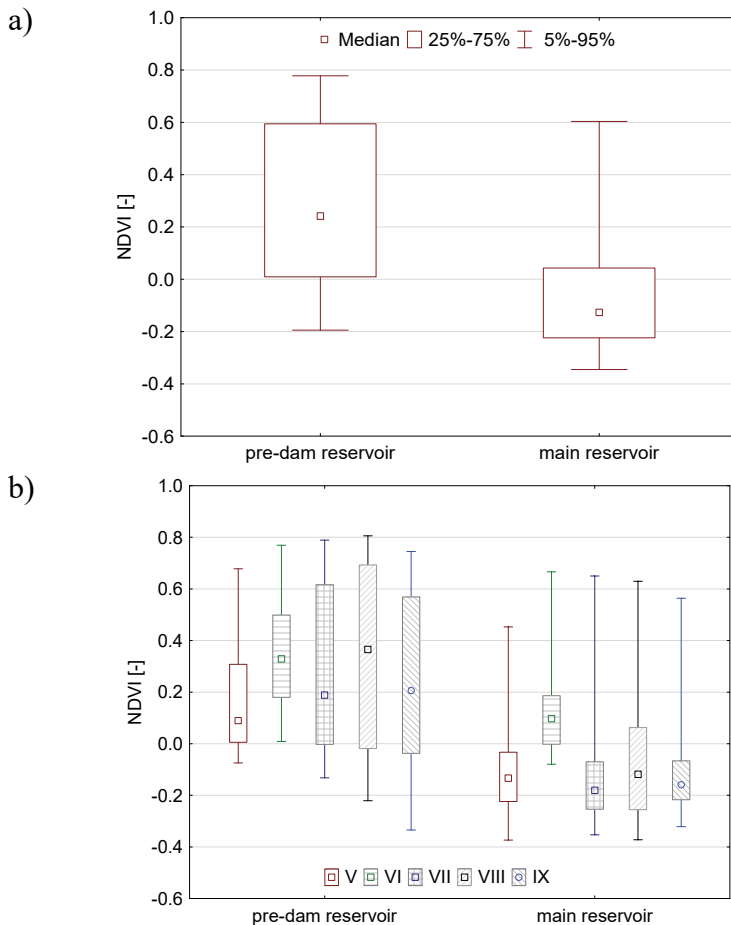 a)
Median 25%-75% 5%-95%
1.0
0.8
0.6
0.4
0.2
0.0
-0.2
-0.4
-0.6
NDVI [-]
pre-dam reservoir main reservoir
b)
1.0
0.8
0.6
0.4
0.2
0.0
-0.2
-0.4
-0.6
NDVI [-]
V VI VII VIII IX
pre-dam reservoir main reservoir